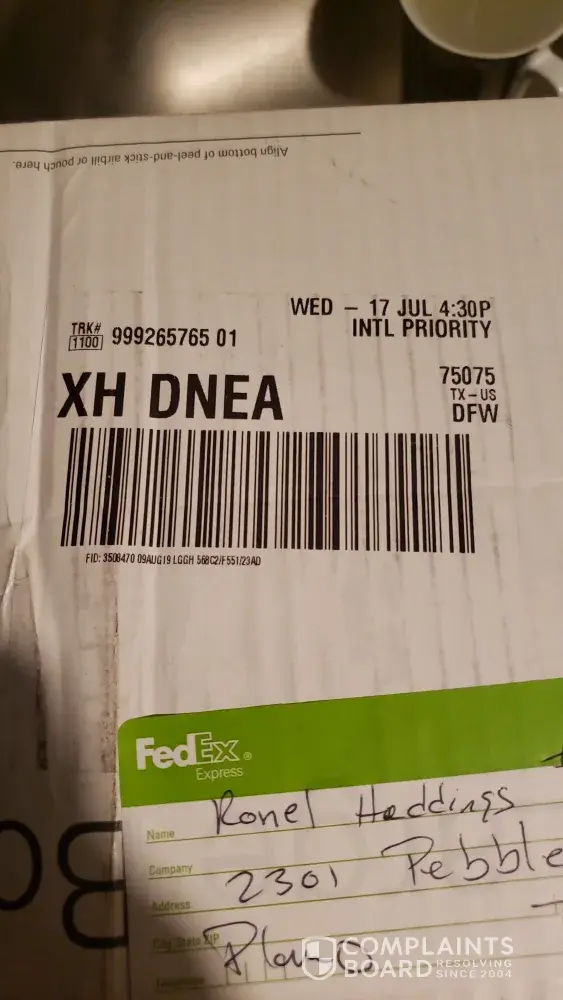 Align bottom of peel-and-stick airbill or pouch here.
WED – 17 JUL 4:30P
TRK# 999265765 01 INTL PRIORITY
1100
XH DNEA 75075
TX-US
DFW
FID: 3508470 09AUG19 LGGH 568C2/F551/23AD
FedEx®
Express
Name Ronel Heddings
Company
2301 Pebble
Address
City State ZIP
Telephone
COMPLAINTS
BOARD RESOLVING
SINCE 2004